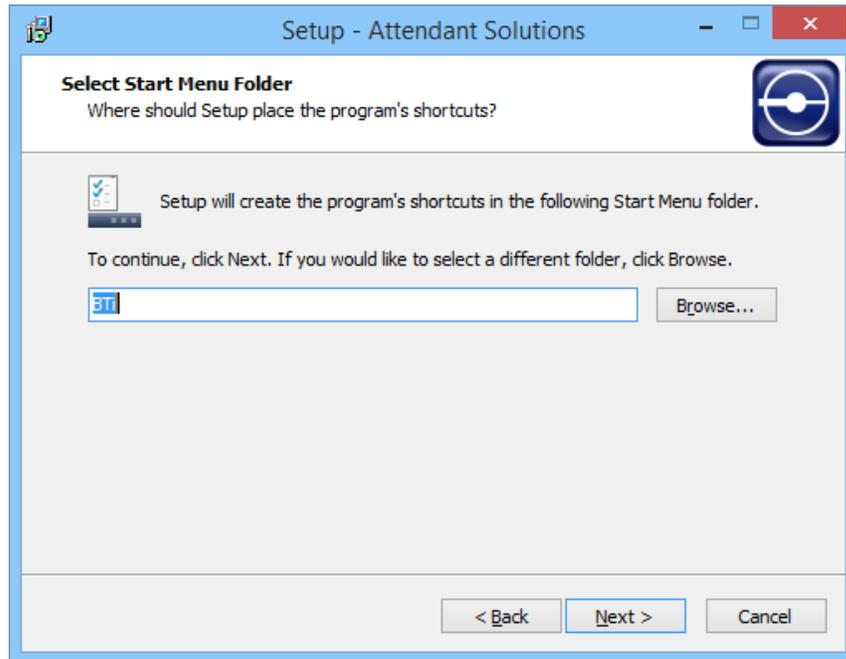 Setup - Attendant Solutions
Select Start Menu Folder
Where should Setup place the program's shortcuts?
Setup will create the program's shortcuts in the following Start Menu folder.
To continue, click Next. If you would like to select a different folder, click Browse.
BTi
Browse...
< Back
Next >
Cancel